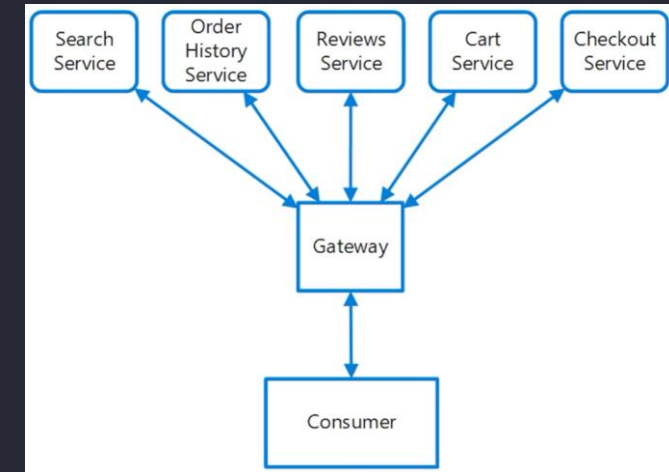 Search
Service
Order
History
Service
Reviews
Service
Cart
Service
Checkout
Service
Gateway
Consumer